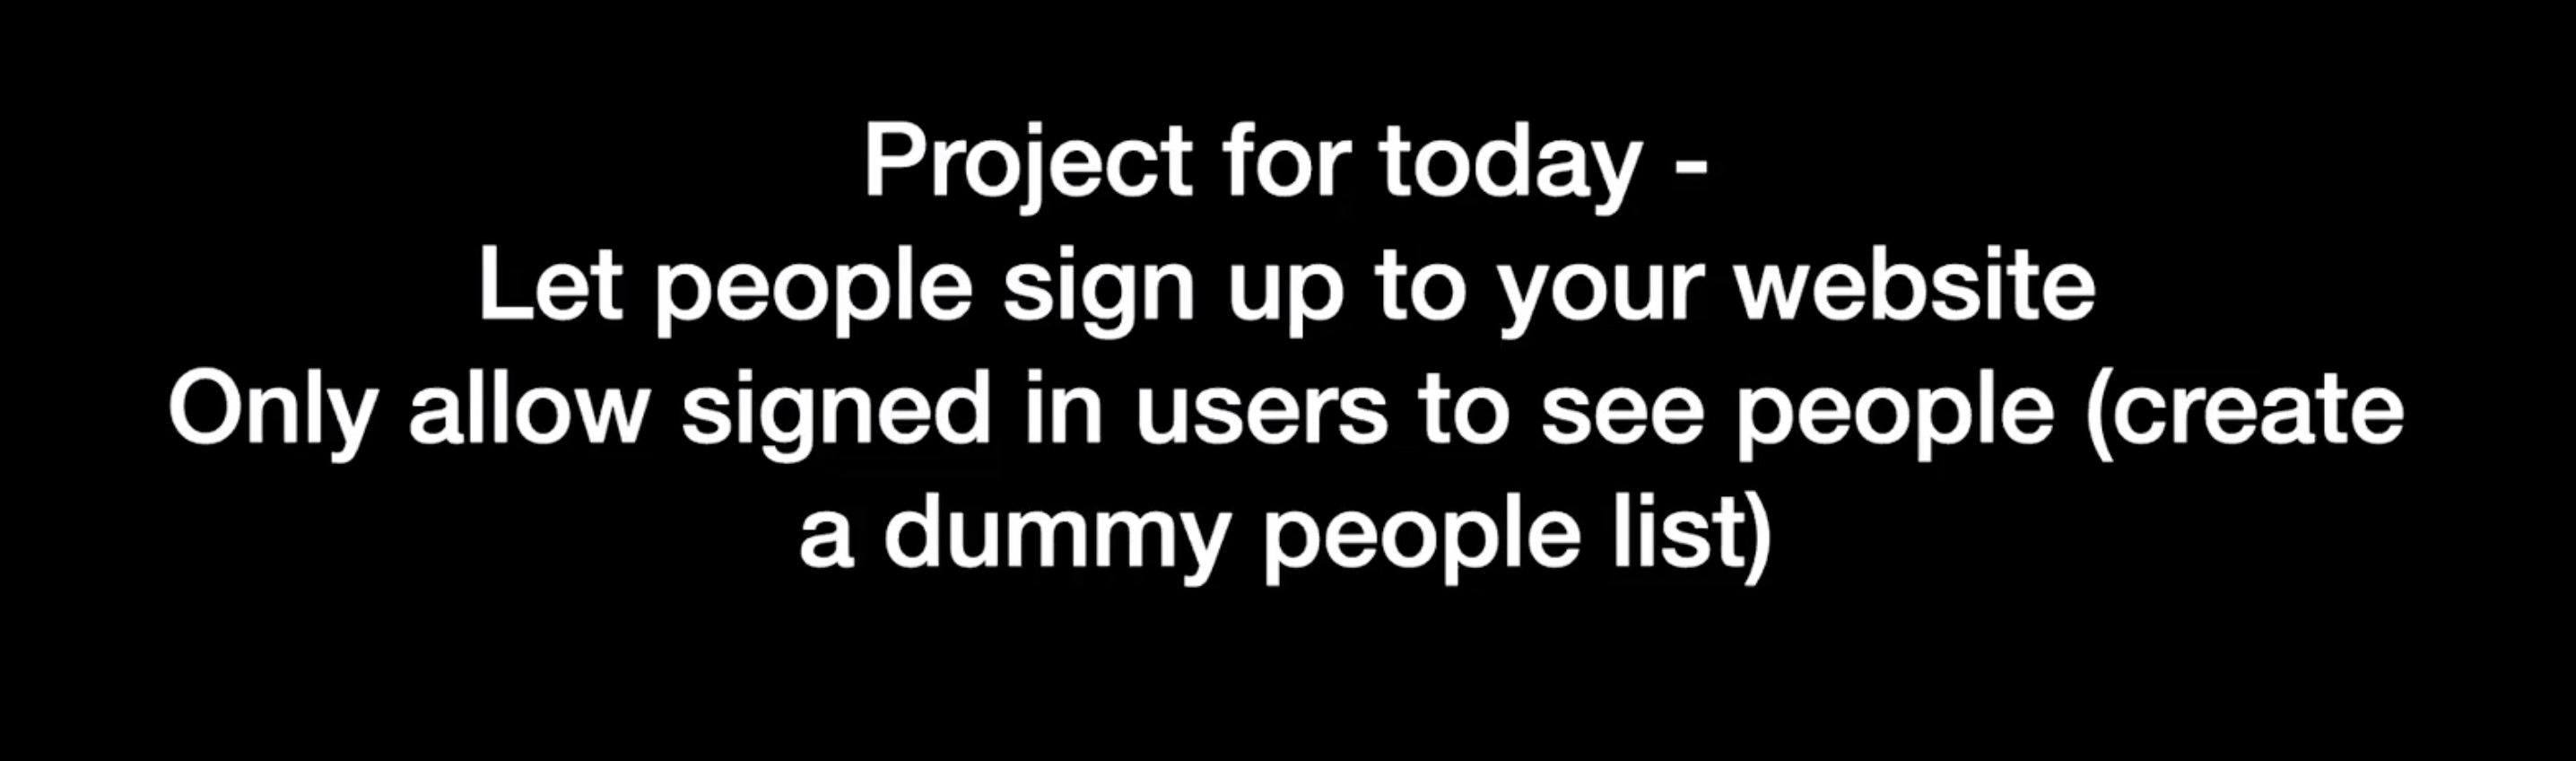 Project for today -
Let people sign up to your website
Only allow signed in users to see people (create
a dummy people list)